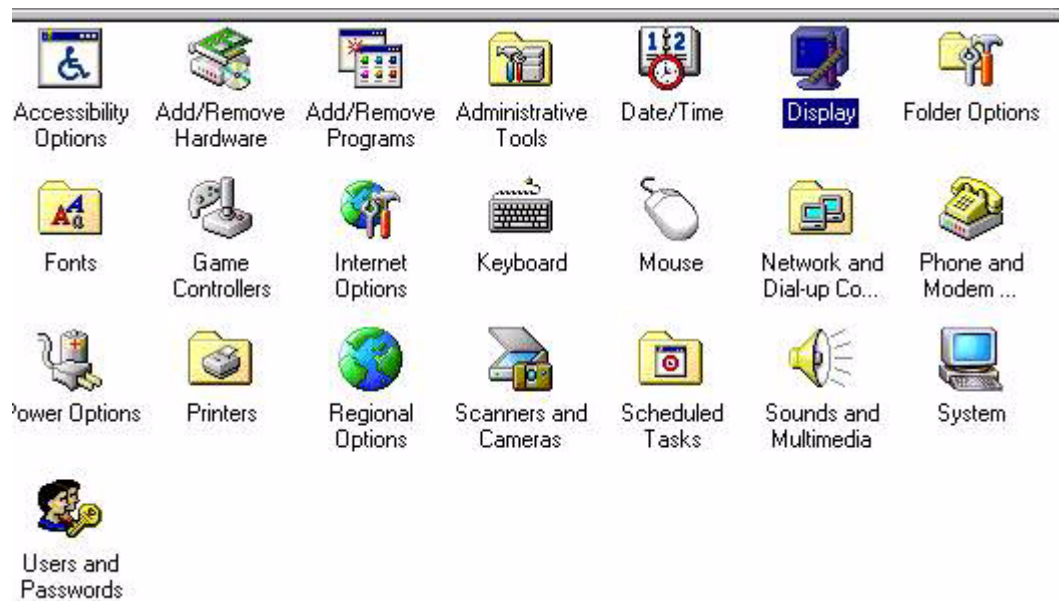 Accessibility Options
Add/Remove Hardware
Add/Remove Programs
Administrative Tools
Date/Time
Display
Folder Options
Fonts
Game Controllers
Internet Options
Keyboard
Mouse
Network and Dial-up Co...
Phone and Modem ...
Power Options
Printers
Regional Options
Scanners and Cameras
Scheduled Tasks
Sounds and Multimedia
System
Users and Passwords